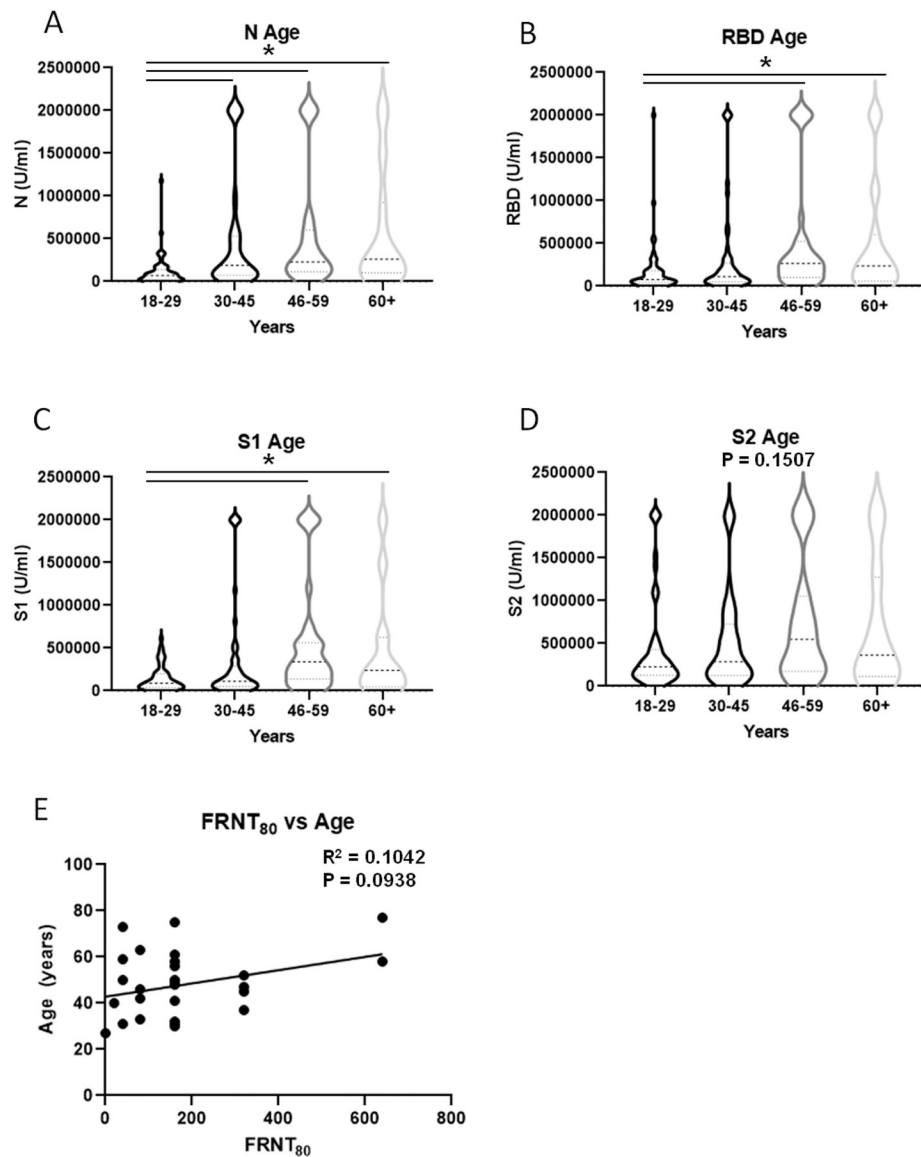 A
N Age
*
2500000
2000000
1500000
1000000
500000
0
N (U/ml)
18-29 30-45 46-59 60+
Years
B
RBD Age
*
2500000
2000000
1500000
1000000
500000
0
RBD (U/ml)
18-29 30-45 46-59 60+
Years
C
S1 Age
*
2500000
2000000
1500000
1000000
500000
0
S1 (U/ml)
18-29 30-45 46-59 60+
Years
D
S2 Age
P = 0.1507
2500000
2000000
1500000
1000000
500000
0
S2 (U/ml)
18-29 30-45 46-59 60+
Years
E
FRNT₈₀ vs Age
R² = 0.1042
P = 0.0938
100
80
60
40
20
0
Age (years)
0 200 400 600 800
FRNT₈₀